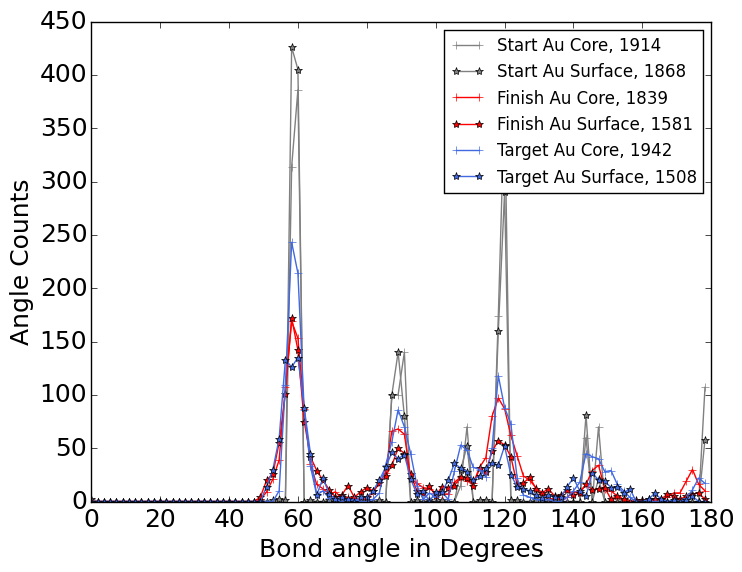 450
400
350
300
250
200
150
100
50
0
Angle Counts
Start Au Core, 1914
Start Au Surface, 1868
Finish Au Core, 1839
Finish Au Surface, 1581
Target Au Core, 1942
Target Au Surface, 1508
0 20 40 60 80 100 120 140 160 180
Bond angle in Degrees